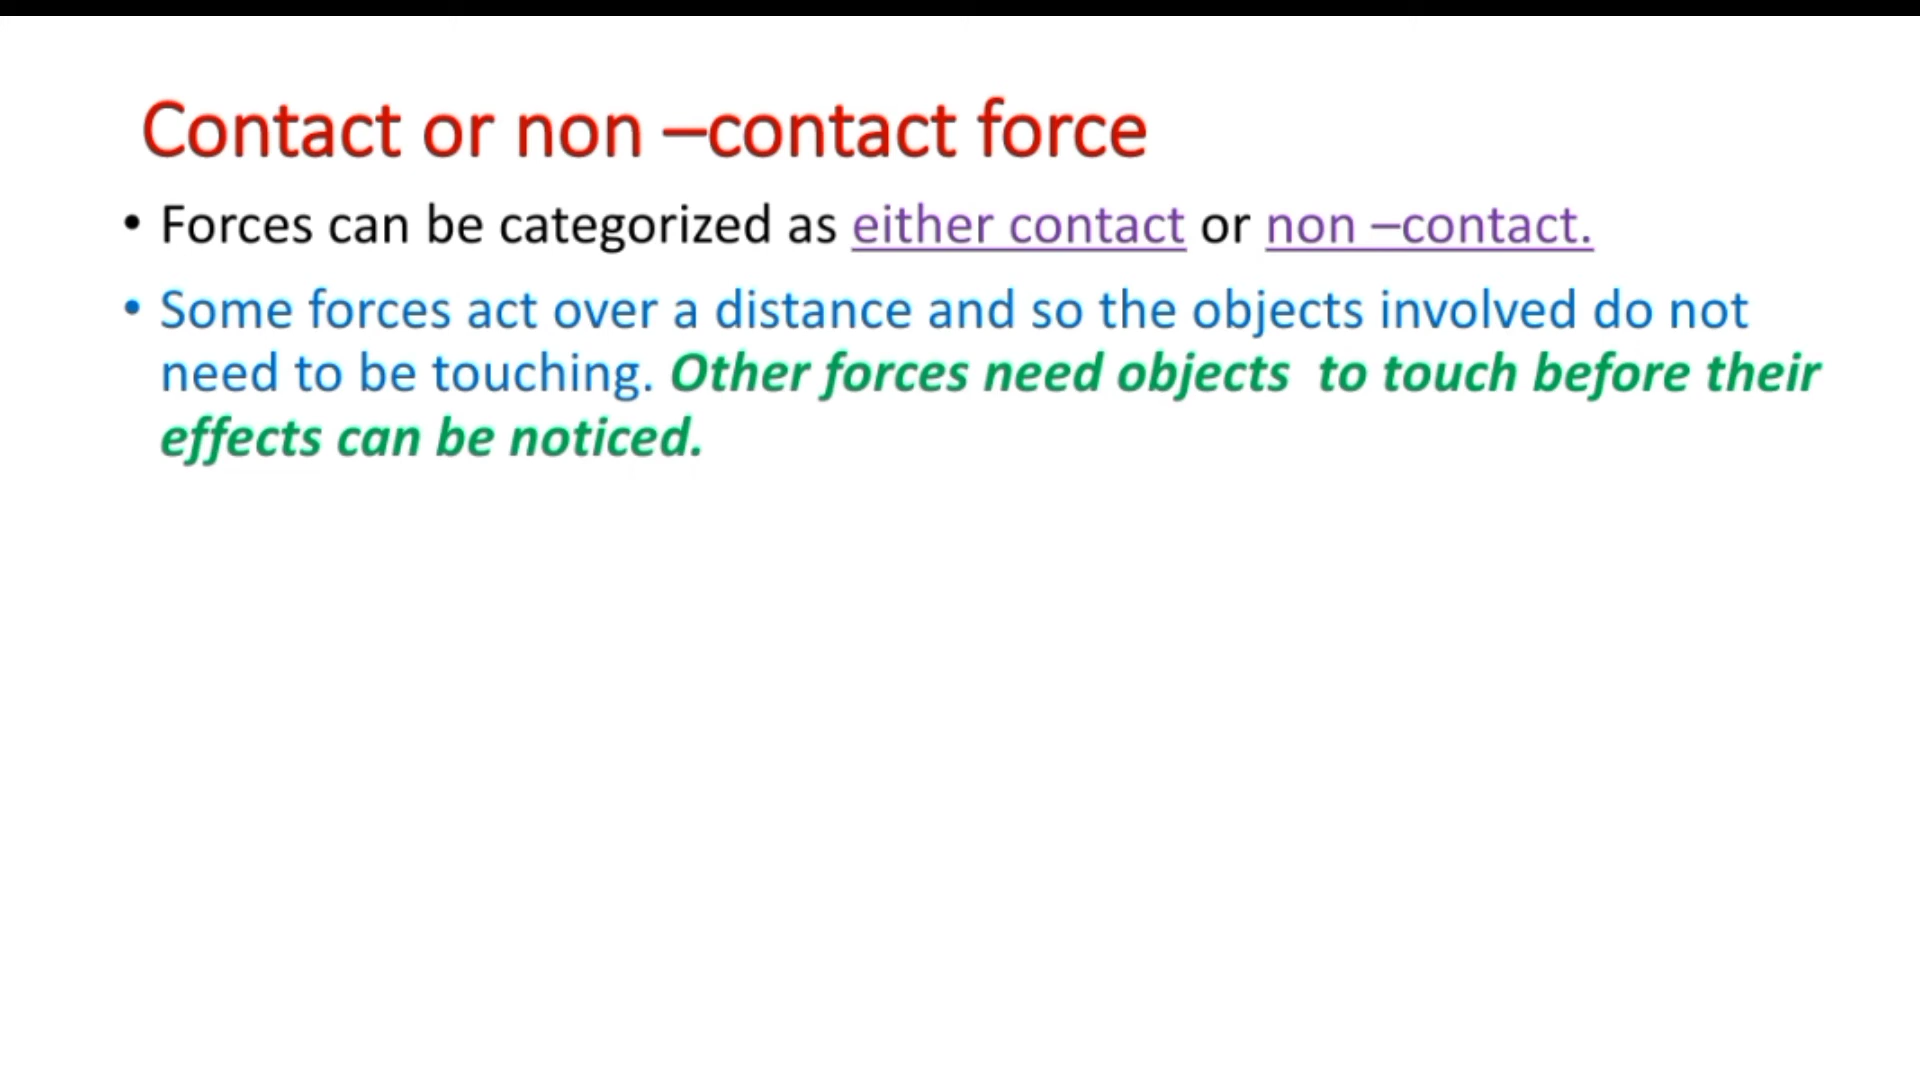 Contact or non –contact force
• Forces can be categorized as either contact or non –contact.
• Some forces act over a distance and so the objects involved do not
need to be touching. Other forces need objects  to touch before their
effects can be noticed.